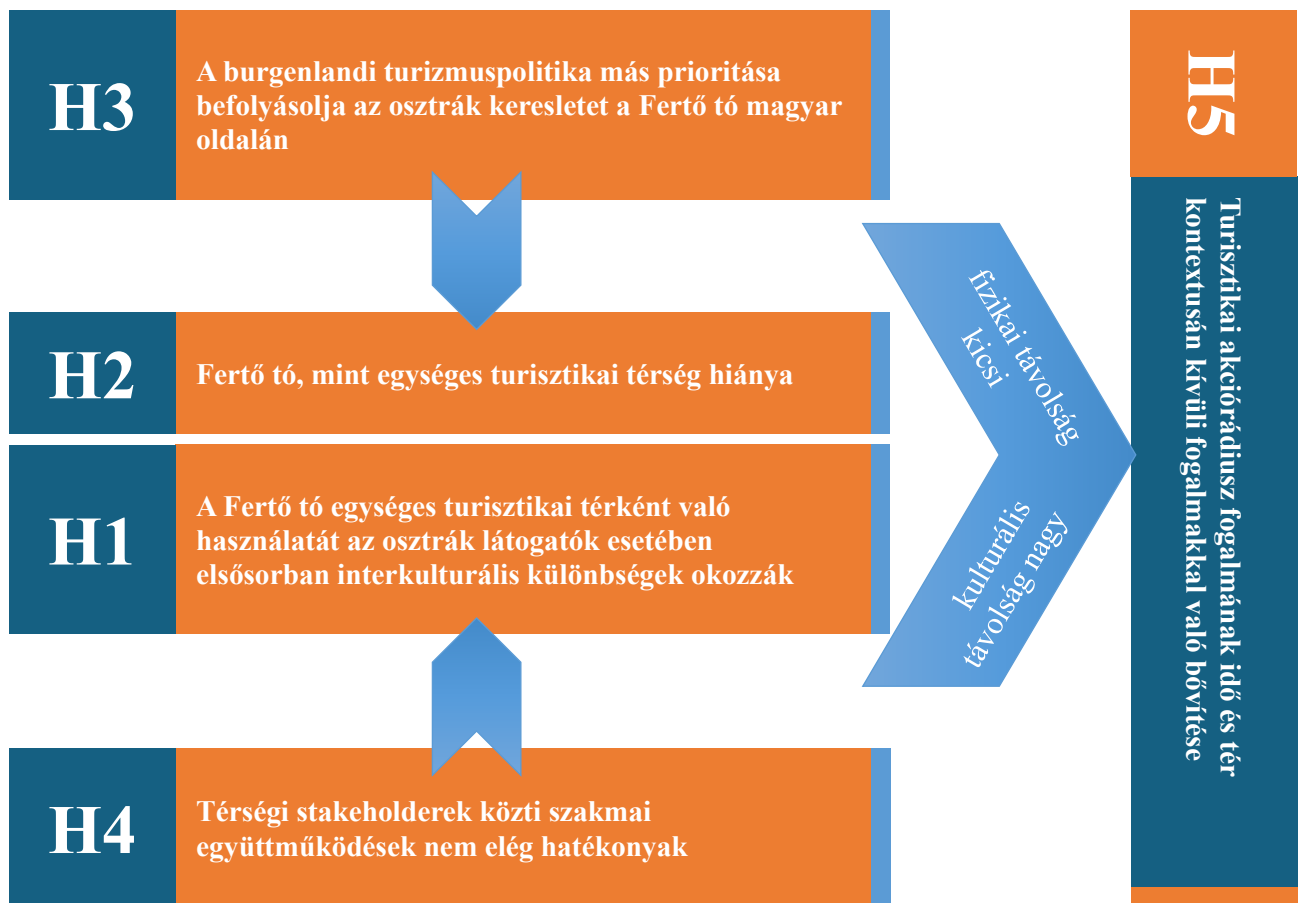 H3
A burgenlandi turizmuspolitika más prioritása
befolyásolja az osztrák keresletet a Fertő tó magyar
oldalán
H2
Fertő tó, mint egységes turisztikai térség hiánya
H1
A Fertő tó egységes turisztikai térként való
használatát az osztrák látogatók esetében
elsősorban interkulturális különbségek okozzák
H4
Térségi stakeholderek közti szakmai
együttműködések nem elég hatékonyak
fizikai távolság
kicsi
kulturális
távolság nagy
H5
Turisztikai akciórádiusz fogalmának idő és tér
kontextusán kívüli fogalmakkal való bővítése